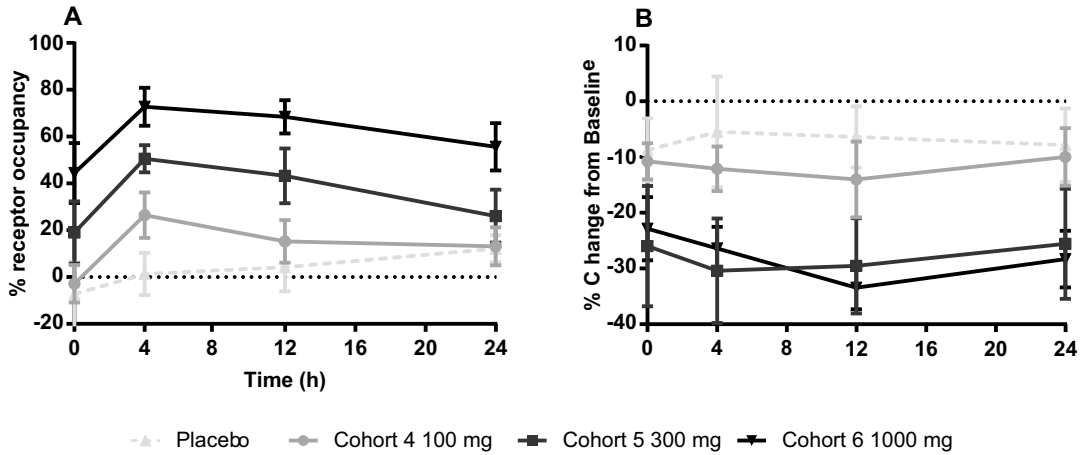 A
% receptor occupancy
100
80
60
40
20
0
-20
0 4 8 12 16 20 24
Time (h)
B
% C change from Baseline
10
0
-10
-20
-30
-40
0 4 8 12 16 20 24
Placebo Cohort 4 100 mg Cohort 5 300 mg Cohort 6 1000 mg